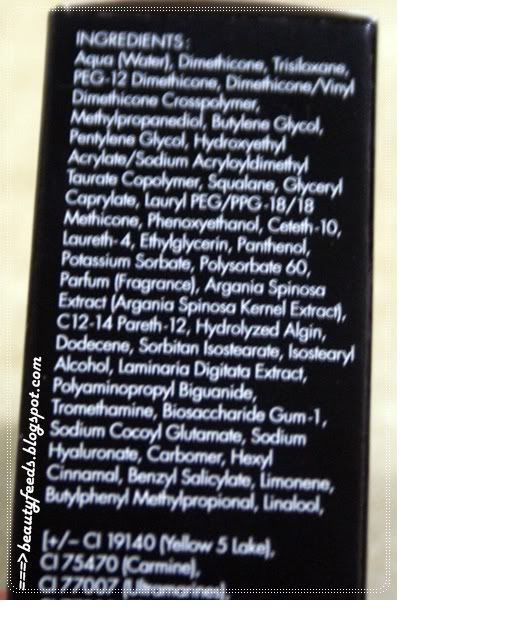 INGREDIENTS:
Aqua (Water), Dimethicone, Trisiloxane,
PEG-12 Dimethicone, Dimethicone/Vinyl
Dimethicone Crosspolymer,
Methylpropanediol, Butylene Glycol,
Pentylene Glycol, Hydroxyethyl
Acrylate/Sodium Acryloyldimethyl
Taurate Copolymer, Squalane, Glyceryl
Caprylate, Lauryl PEG/PPG-18/18
Methicone, Phenoxyethanol, Ceteth-10,
Laureth-4, Ethylglycerin, Panthenol,
Potassium Sorbate, Polysorbate 60,
Parfum (Fragrance), Argania Spinosa
Extract (Argania Spinosa Kernel Extract),
C12-14 Pareth-12, Hydrolyzed Algin,
Dodecene, Sorbitan Isostearate, Isostearyl
Alcohol, Laminaria Digitata Extract,
Polyaminopropyl Biguanide,
Tromethamine, Biosaccharide Gum-1,
Sodium Cocoyl Glutamate, Sodium
Hyaluronate, Carbomer, Hexyl
Cinnamal, Benzyl Salicylate, Limonene,
Butylphenyl Methylpropional, Linalool,
[+/– CI 19140 (Yellow 5 Lake),
CI 75470 (Carmine),
CI 77007 (Ultramarines),
===>beautyfeeds.blogspot.com